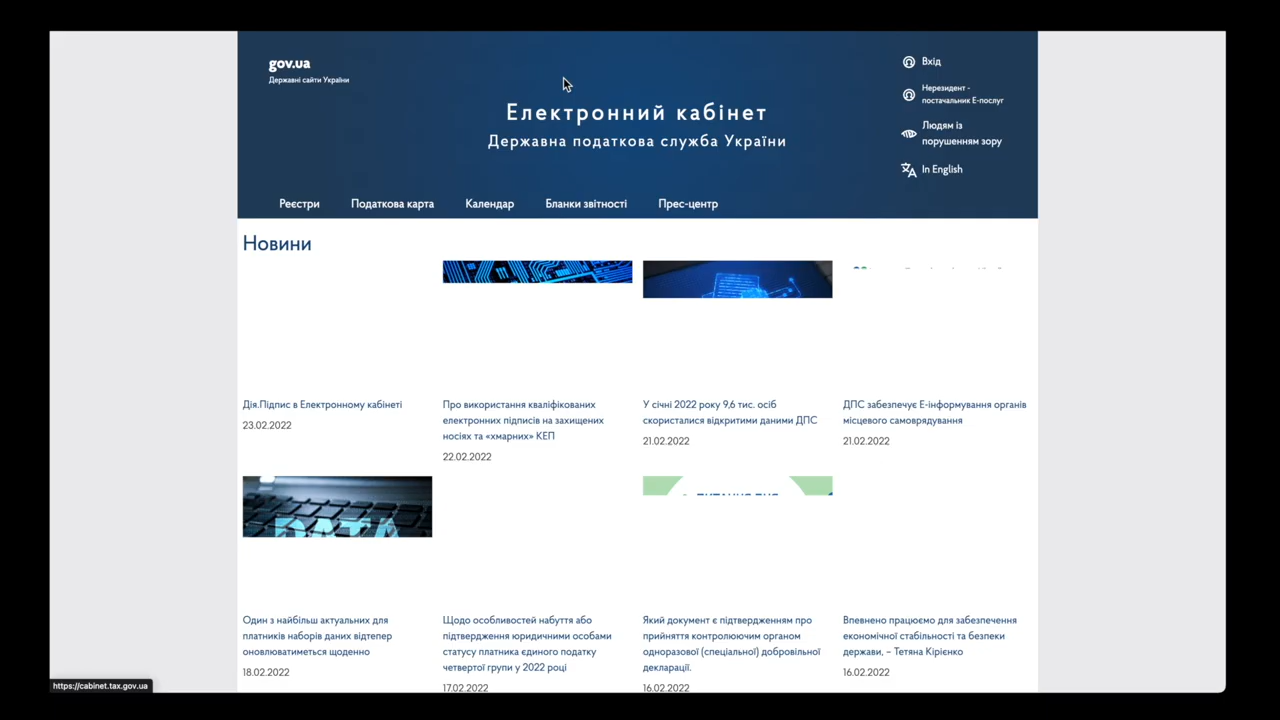 gov.ua
Державні сайти України
Електронний кабінет
Державна податкова служба України
Вхід
Нерезидент -
постачальник Е-послуг
Людям із
порушенням зору
In English
Реєстри
Податкова карта
Календар
Бланки звітності
Прес-центр
Новини
Дія.Підпис в Електронному кабінеті
23.02.2022
Про використання кваліфікованих
електронних підписів на захищених
носіях та «хмарних» КЕП
22.02.2022
У січні 2022 року 9,6 тис. осіб
скористалися відкритими даними ДПС
21.02.2022
ДПС забезпечує Е-інформування органів
місцевого самоврядування
21.02.2022
DATA
Один з найбільш актуальних для
платників наборів даних відтепер
оновлюватиметься щоденно
18.02.2022
Щодо особливостей набуття або
підтвердження юридичними особами
статусу платника єдиного податку
четвертої групи у 2022 році
17.02.2022
Який документ є підтвердженням про
прийняття контролюючим органом
одноразової (спеціальної) добровільної
декларації.
16.02.2022
Впевнено працюємо для забезпечення
економічної стабільності та безпеки
держави, – Тетяна Кірієнко
16.02.2022
https://cabinet.tax.gov.ua